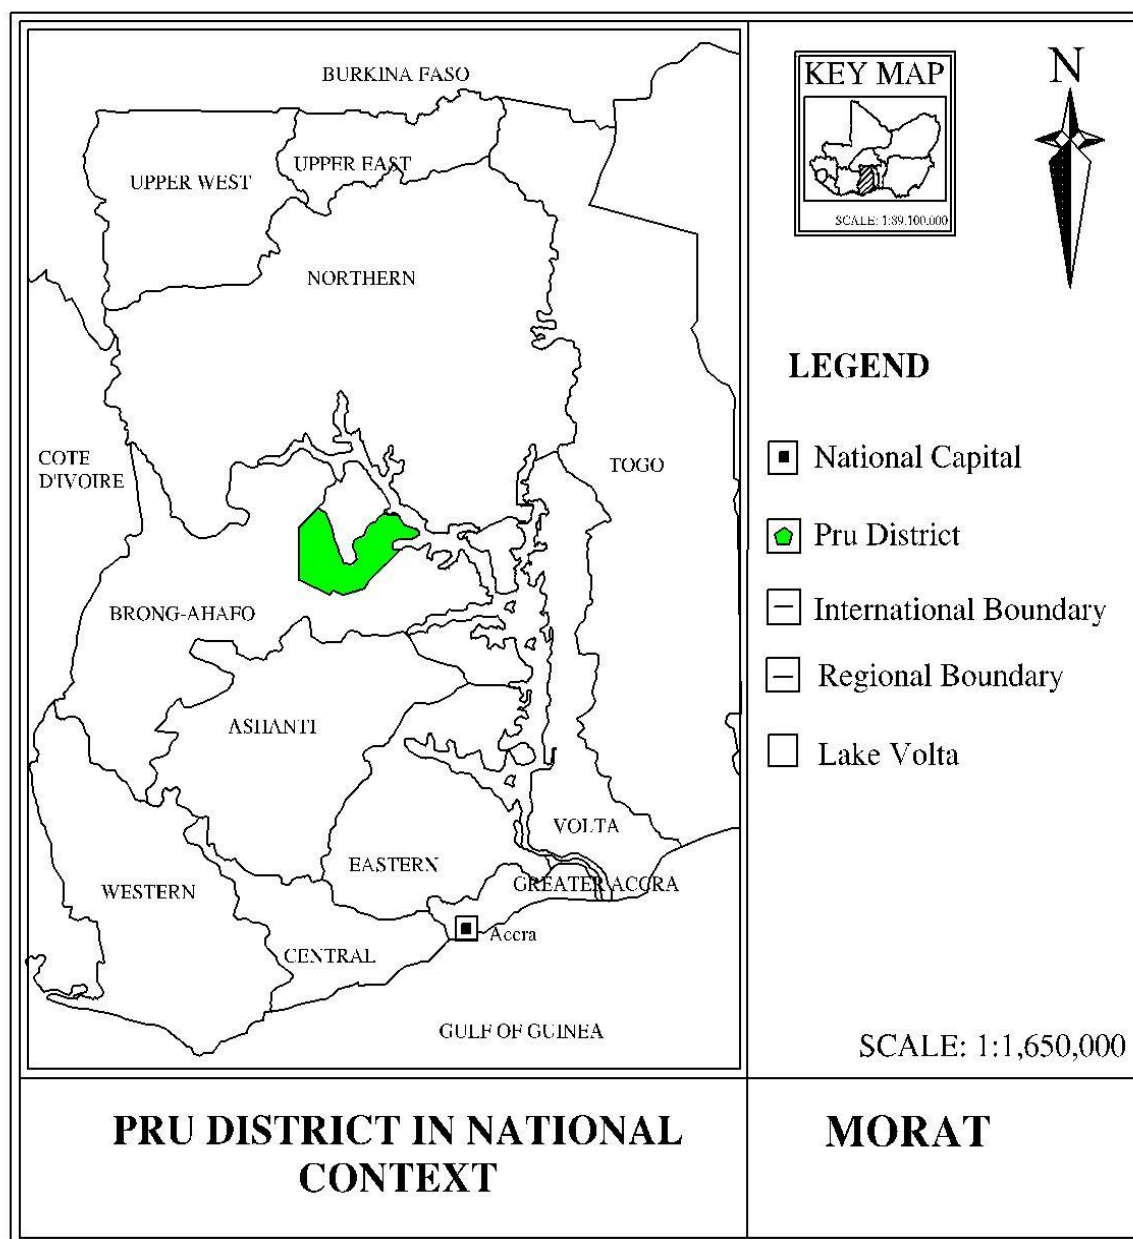 BURKINA FASO
UPPER EAST
UPPER WEST
NORTHERN
COTE
D'IVOIRE
TOGO
BRONG-AHAFO
ASHANTI
VOLTA
EASTERN
GREATER ACCRA
WESTERN
Accra
CENTRAL
GULF OF GUINEA
KEY MAP
SCALE: 1:89,100,000
N
LEGEND
National Capital
Pru District
International Boundary
Regional Boundary
Lake Volta
SCALE: 1:1,650,000
PRU DISTRICT IN NATIONAL
CONTEXT
MORAT